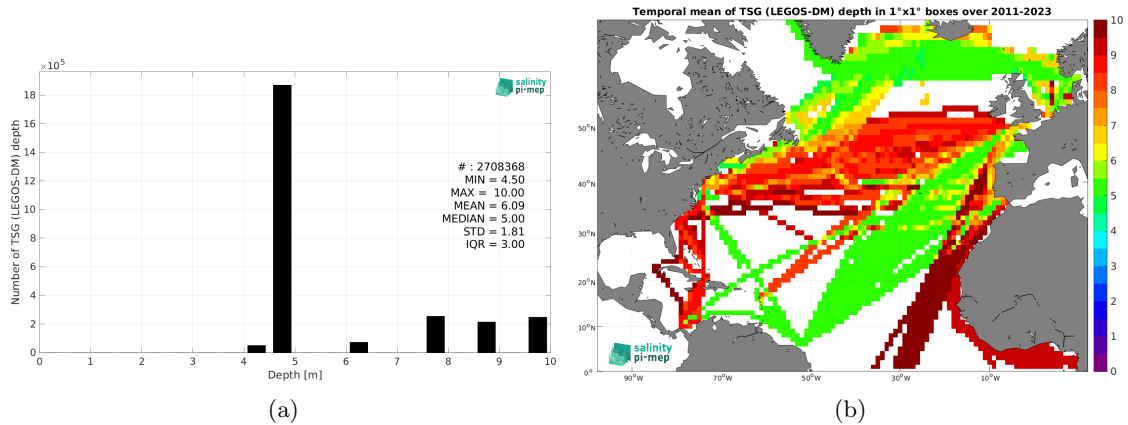 ×10⁵
18
16
14
12
10
8
6
4
2
0
Number of TSG (LEGOS-DM) depth
0 1 2 3 4 5 6 7 8 9 10
Depth [m]
salinity
pi-mep
# : 2708368
MIN = 4.50
MAX = 10.00
MEAN = 6.09
MEDIAN = 5.00
STD = 1.81
IQR = 3.00
(a)
Temporal mean of TSG (LEGOS-DM) depth in 1°x1° boxes over 2011-2023
50°N
40°N
30°N
20°N
10°N
0°
90°W 70°W 50°W 30°W 10°W
salinity
pi-mep
10
9
8
7
6
5
4
3
2
1
0
(b)